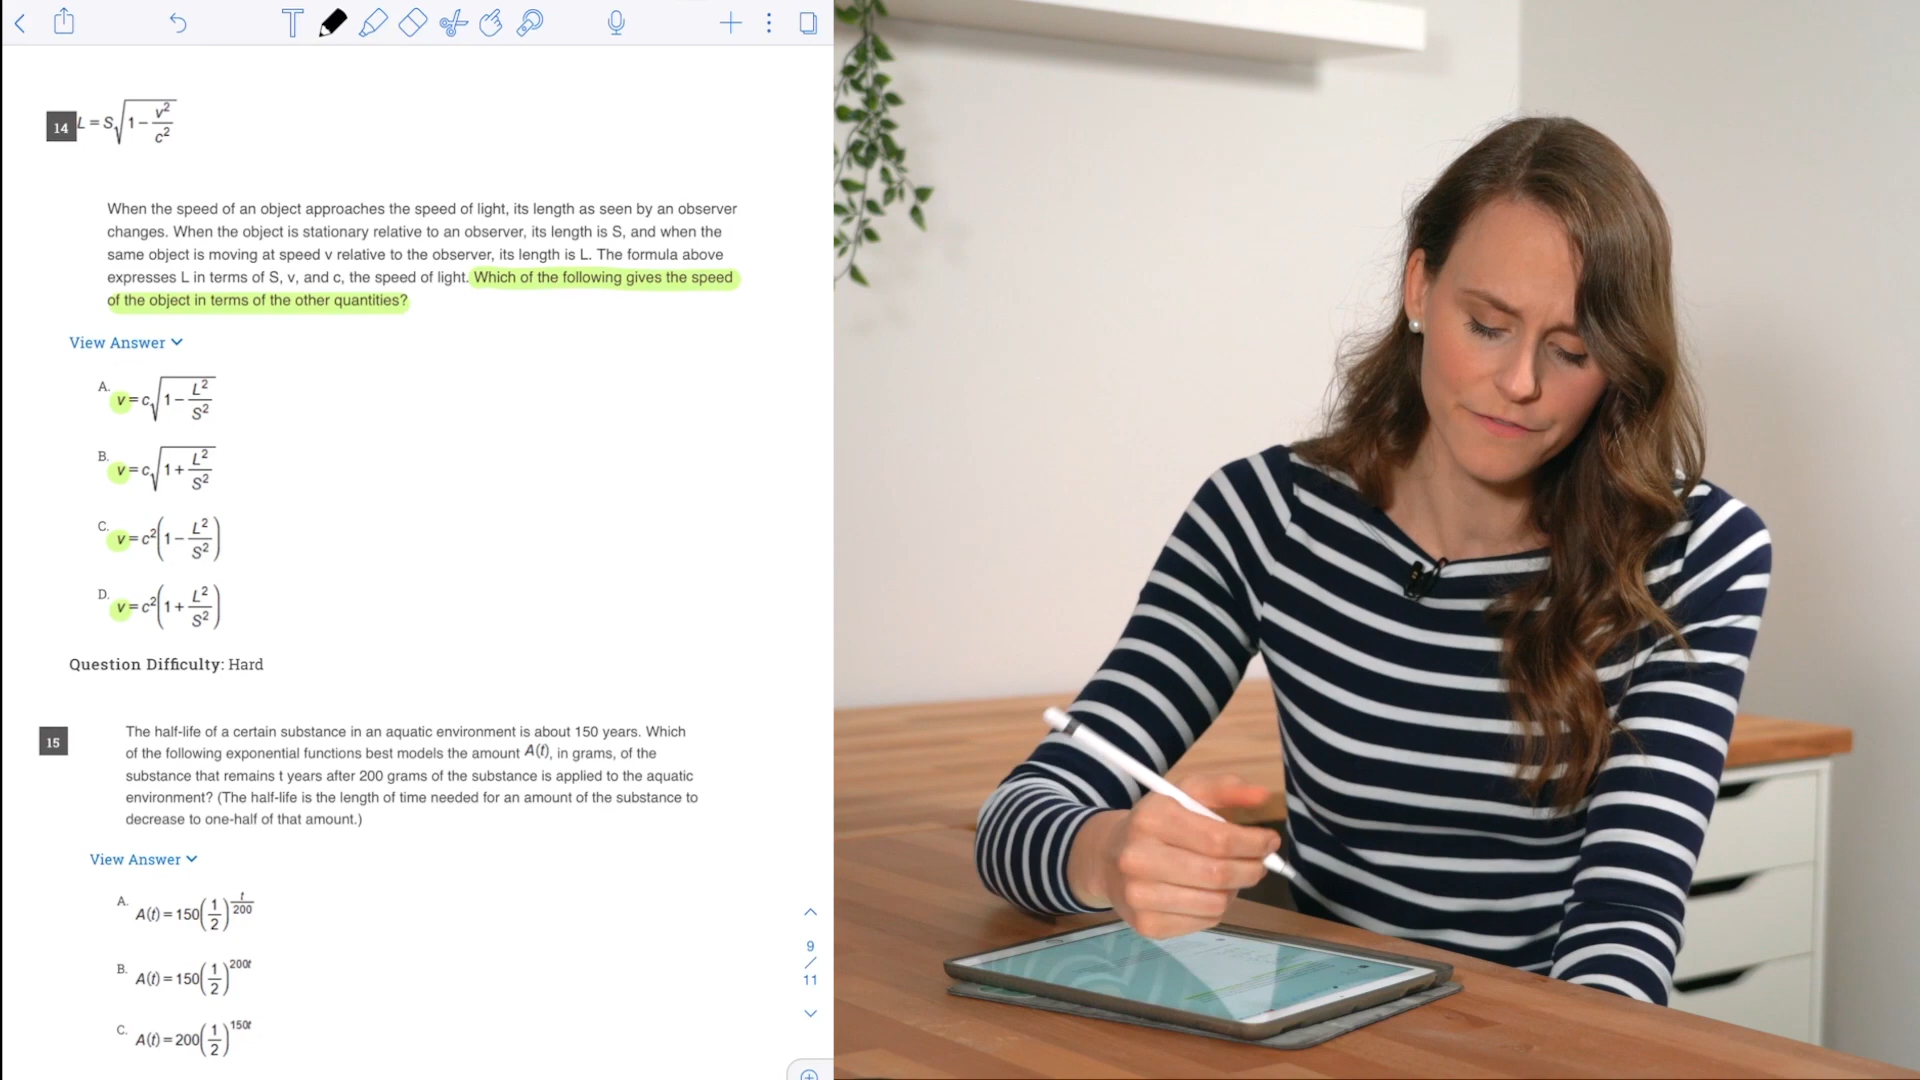 14 L = S√1 − v²/c²
When the speed of an object approaches the speed of light, its length as seen by an observer
changes. When the object is stationary relative to an observer, its length is S, and when the
same object is moving at speed v relative to the observer, its length is L. The formula above
expresses L in terms of S, v, and c, the speed of light. Which of the following gives the speed
of the object in terms of the other quantities?
View Answer
A. v = c√1 − L²/S²
B. v = c√1 + L²/S²
C. v = c²(1 − L²/S²)
D. v = c²(1 + L²/S²)
Question Difficulty: Hard
15 The half-life of a certain substance in an aquatic environment is about 150 years. Which
of the following exponential functions best models the amount A(t), in grams, of the
substance that remains t years after 200 grams of the substance is applied to the aquatic
environment? (The half-life is the length of time needed for an amount of the substance to
decrease to one-half of that amount.)
View Answer
A. A(t) = 150(1/2)^t/200
B. A(t) = 150(1/2)^200t
C. A(t) = 200(1/2)^150t
9
/
11